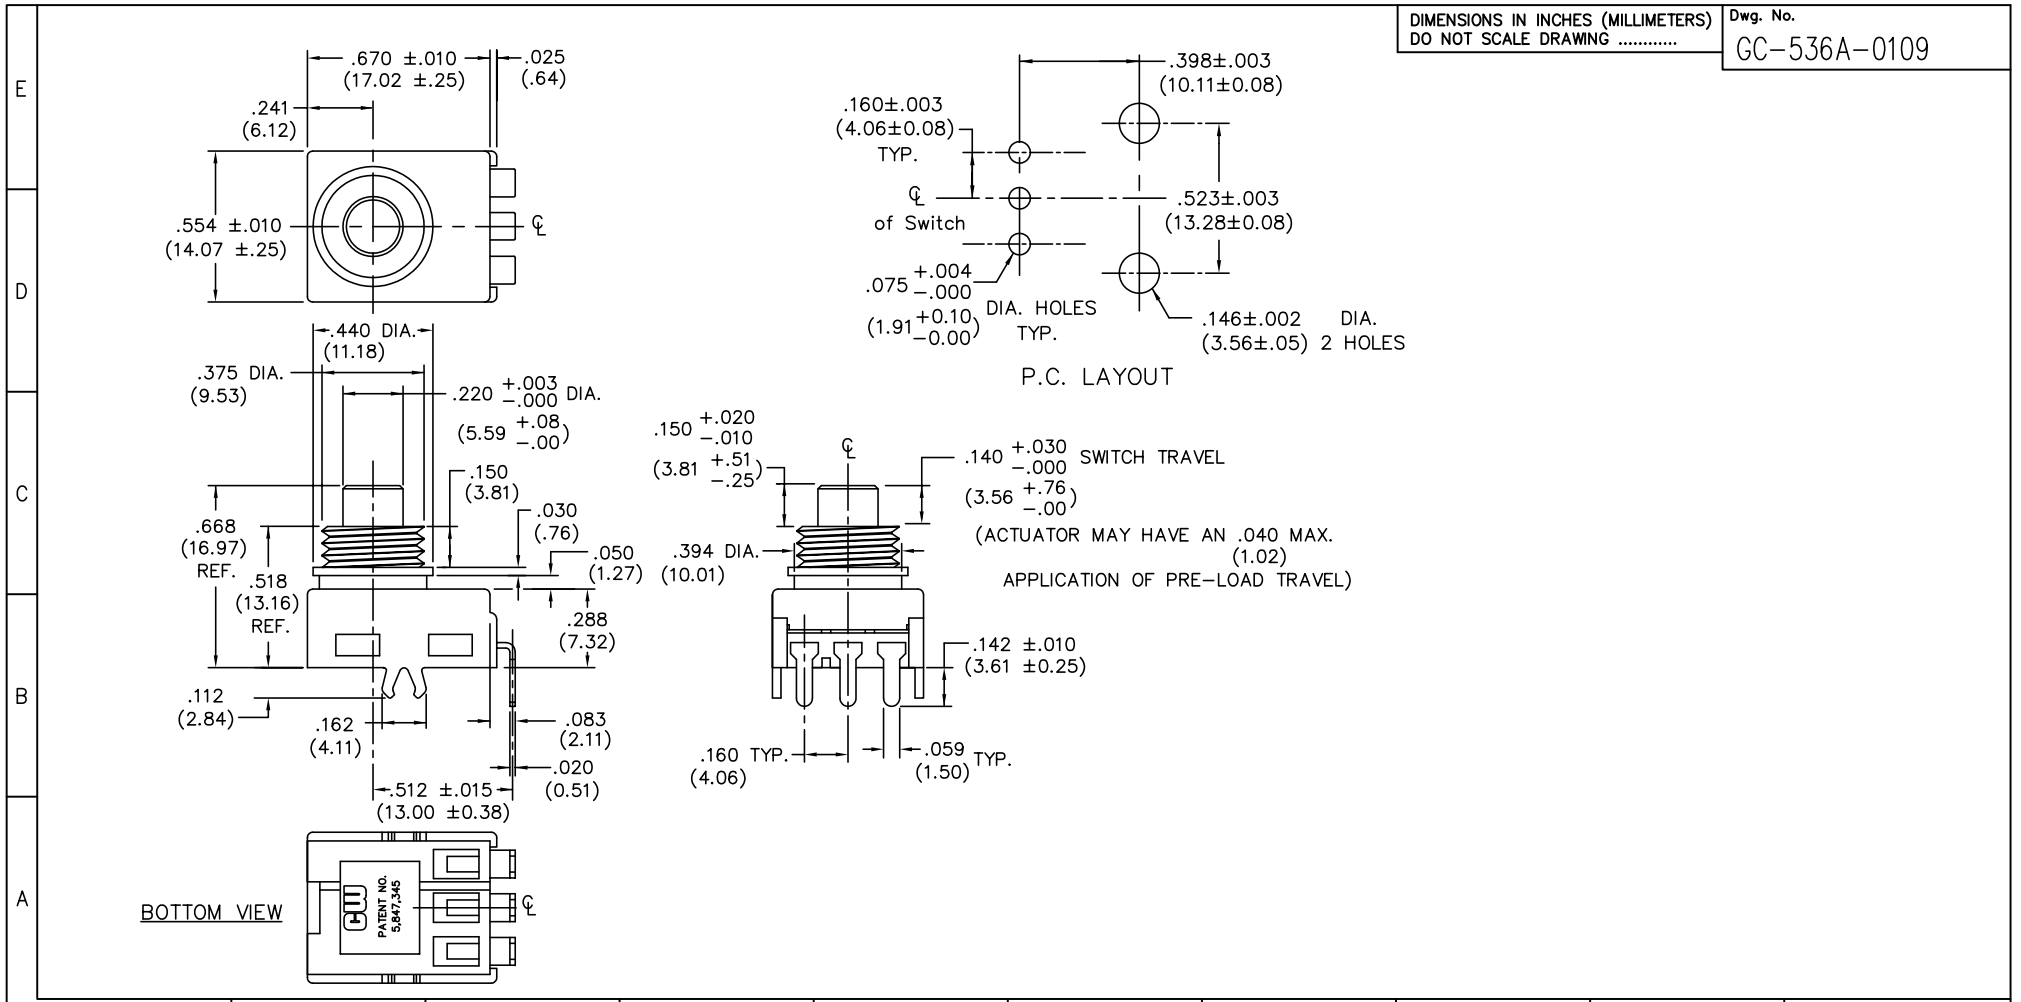 DIMENSIONS IN INCHES (MILLIMETERS)
DO NOT SCALE DRAWING ............
Dwg. No.
GC-536A-0109
E
D
C
B
A
.670 ±.010
(17.02 ±.25)
.025
(.64)
.241
(6.12)
.554 ±.010
(14.07 ±.25)
℄
.398±.003
(10.11±0.08)
.160±.003
(4.06±0.08)
TYP.
℄
of Switch
.523±.003
(13.28±0.08)
.075 +.004
-.000
(1.91 +0.10
-0.00)
DIA. HOLES
TYP.
.146±.002 DIA.
(3.56±.05) 2 HOLES
P.C. LAYOUT
.440 DIA.
(11.18)
.375 DIA.
(9.53)
.220 +.003
-.000 DIA.
(5.59 +.08
-.00)
.150
(3.81)
.030
(.76)
.050
(1.27)
.668
(16.97)
REF.
.518
(13.16)
REF.
.288
(7.32)
.112
(2.84)
.162
(4.11)
.083
(2.11)
.020
(0.51)
.512 ±.015
(13.00 ±0.38)
.150 +.020
-.010
(3.81 +.51
-.25)
℄
.140 +.030
-.000 SWITCH TRAVEL
(3.56 +.76
-.00)
(ACTUATOR MAY HAVE AN .040 MAX.
(1.02)
APPLICATION OF PRE-LOAD TRAVEL)
.394 DIA.
(10.01)
.142 ±.010
(3.61 ±0.25)
.160 TYP.
(4.06)
.059 TYP.
(1.50)
BOTTOM VIEW
CW
PATENT NO.
5,847,345
℄